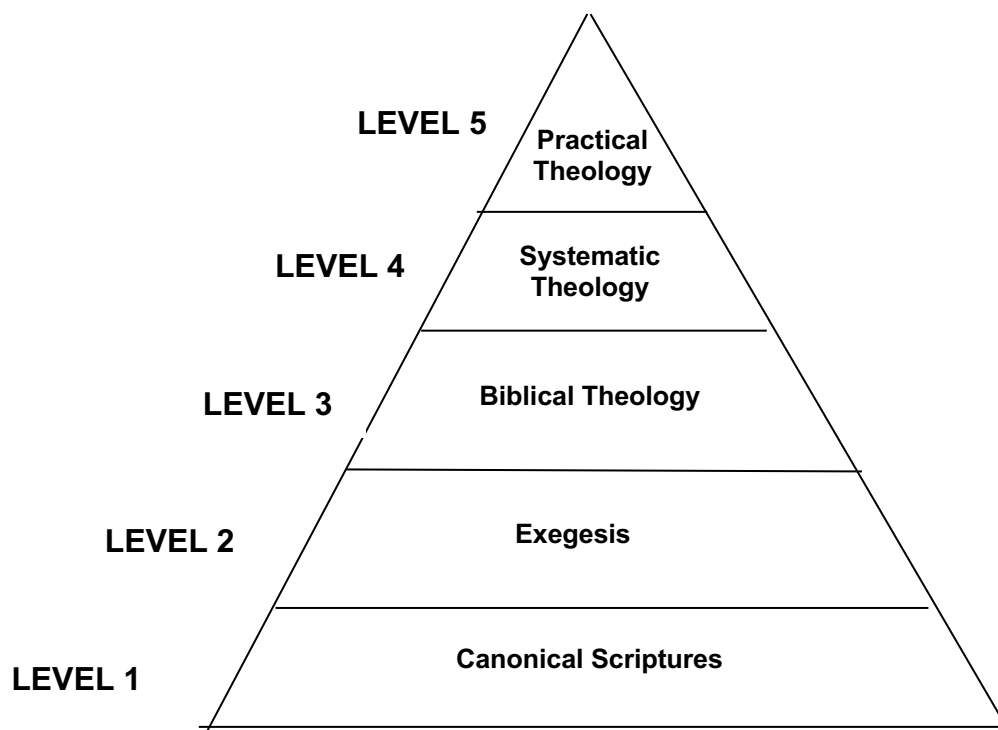 LEVEL 5
Practical
Theology
LEVEL 4
Systematic
Theology
LEVEL 3
Biblical Theology
LEVEL 2
Exegesis
LEVEL 1
Canonical Scriptures